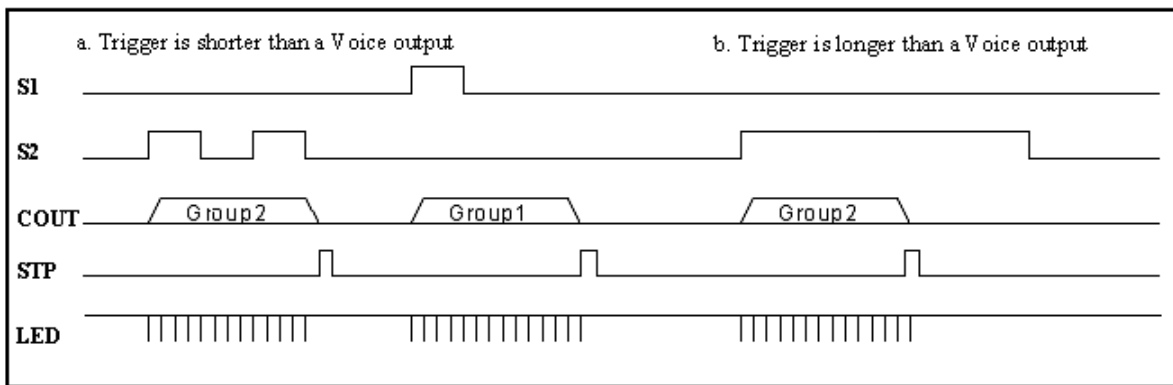 a. Trigger is shorter than a Voice output
b. Trigger is longer than a Voice output
S1
S2
COUT
Group2
Group1
Group2
STP
LED